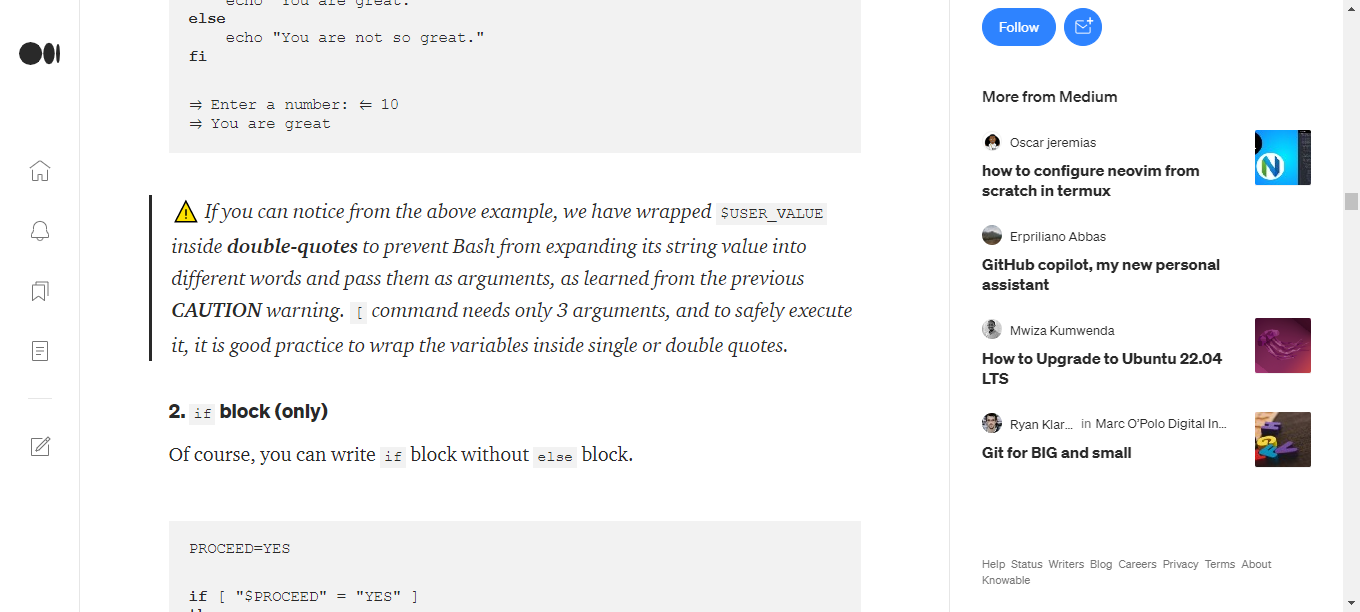 echo "You are great."
else
echo "You are not so great."
fi
⇒ Enter a number: ⇐ 10
⇒ You are great
⚠️ If you can notice from the above example, we have wrapped $USER_VALUE
inside double-quotes to prevent Bash from expanding its string value into
different words and pass them as arguments, as learned from the previous
CAUTION warning. [ command needs only 3 arguments, and to safely execute
it, it is good practice to wrap the variables inside single or double quotes.
2. if block (only)
Of course, you can write if block without else block.
PROCEED=YES
if [ "$PROCEED" = "YES" ]
Follow
More from Medium
Oscar jeremias
how to configure neovim from
scratch in termux
Erpriliano Abbas
GitHub copilot, my new personal
assistant
Mwiza Kumwenda
How to Upgrade to Ubuntu 22.04
LTS
Ryan Klar... in Marc O'Polo Digital In...
Git for BIG and small
Help Status Writers Blog Careers Privacy Terms About
Knowable